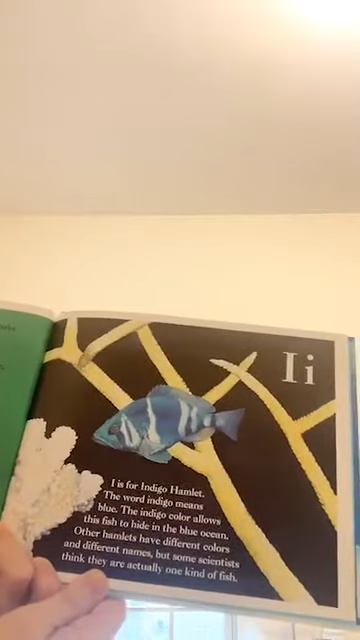 Ii
I is for Indigo Hamlet.
The word indigo means
blue. The indigo color allows
this fish to hide in the blue ocean.
Other hamlets have different colors
and different names, but some scientists
think they are actually one kind of fish.